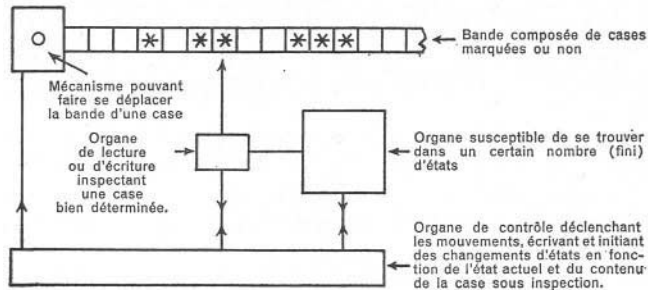 Bande composée de cases
marquées ou non
Mécanisme pouvant
faire se déplacer
la bande d'une case
Organe
de lecture
ou d'écriture
inspectant
une case
bien déterminée.
Organe susceptible de se trouver
dans un certain nombre (fini)
d'états
Organe de contrôle déclenchant
les mouvements, écrivant et initiant
des changements d'états en fonc-
tion de l'état actuel et du contenu
de la case sous inspection.